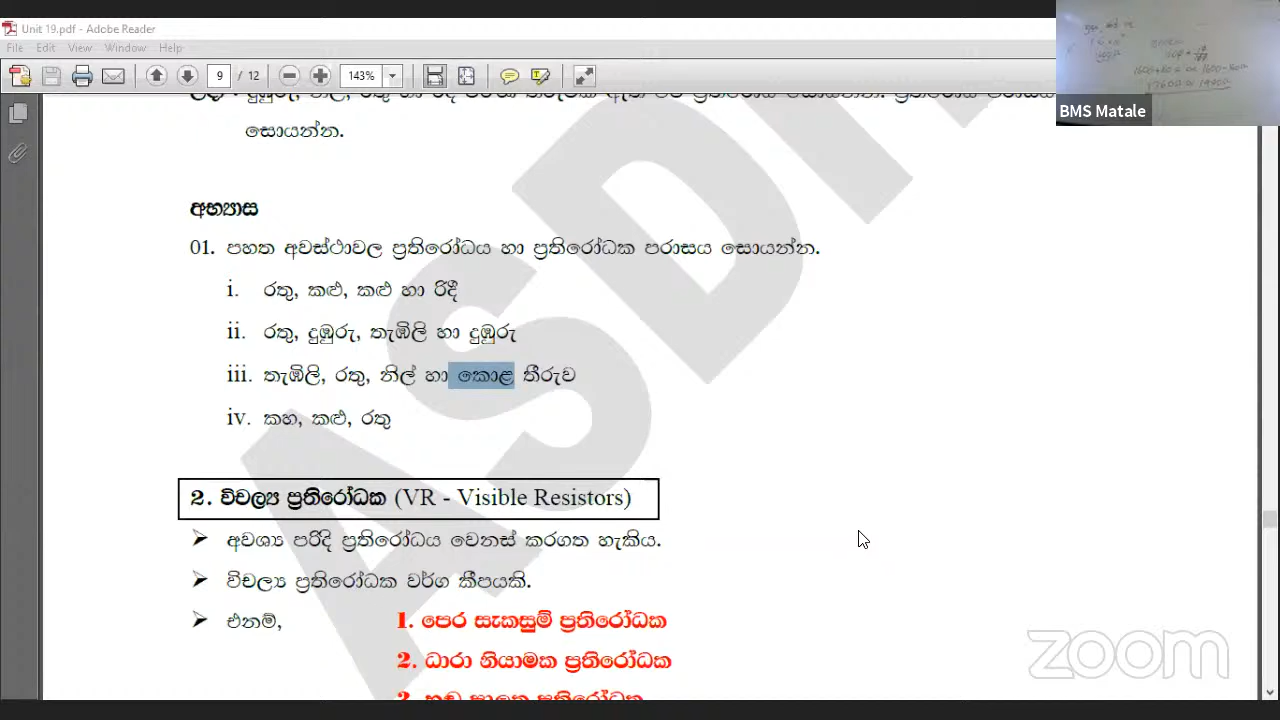 Unit 19.pdf - Adobe Reader
File Edit View Window Help
9 / 12 143%
BMS Matale
සොයන්න.
අභ්‍යාස
01. පහත අවස්ථාවල ප්‍රතිරෝධය හා ප්‍රතිරෝධක පරාසය සොයන්න.
i. රතු, කළු, කළු හා රිදී
ii. රතු, දුඹුරු, තැඹිලි හා දුඹුරු
iii. තැඹිලි, රතු, නිල් හා කොළ තීරුව
iv. කහ, කළු, රතු
2. විචල්‍ය ප්‍රතිරෝධක (VR - Visible Resistors)
අවශ්‍ය පරිදි ප්‍රතිරෝධය වෙනස් කරගත හැකිය.
විචල්‍ය ප්‍රතිරෝධක වර්ග කීපයකි.
එනම්, 1. පෙර සැකසුම් ප්‍රතිරෝධක
2. ධාරා නියාමක ප්‍රතිරෝධක
zoom
ASDM